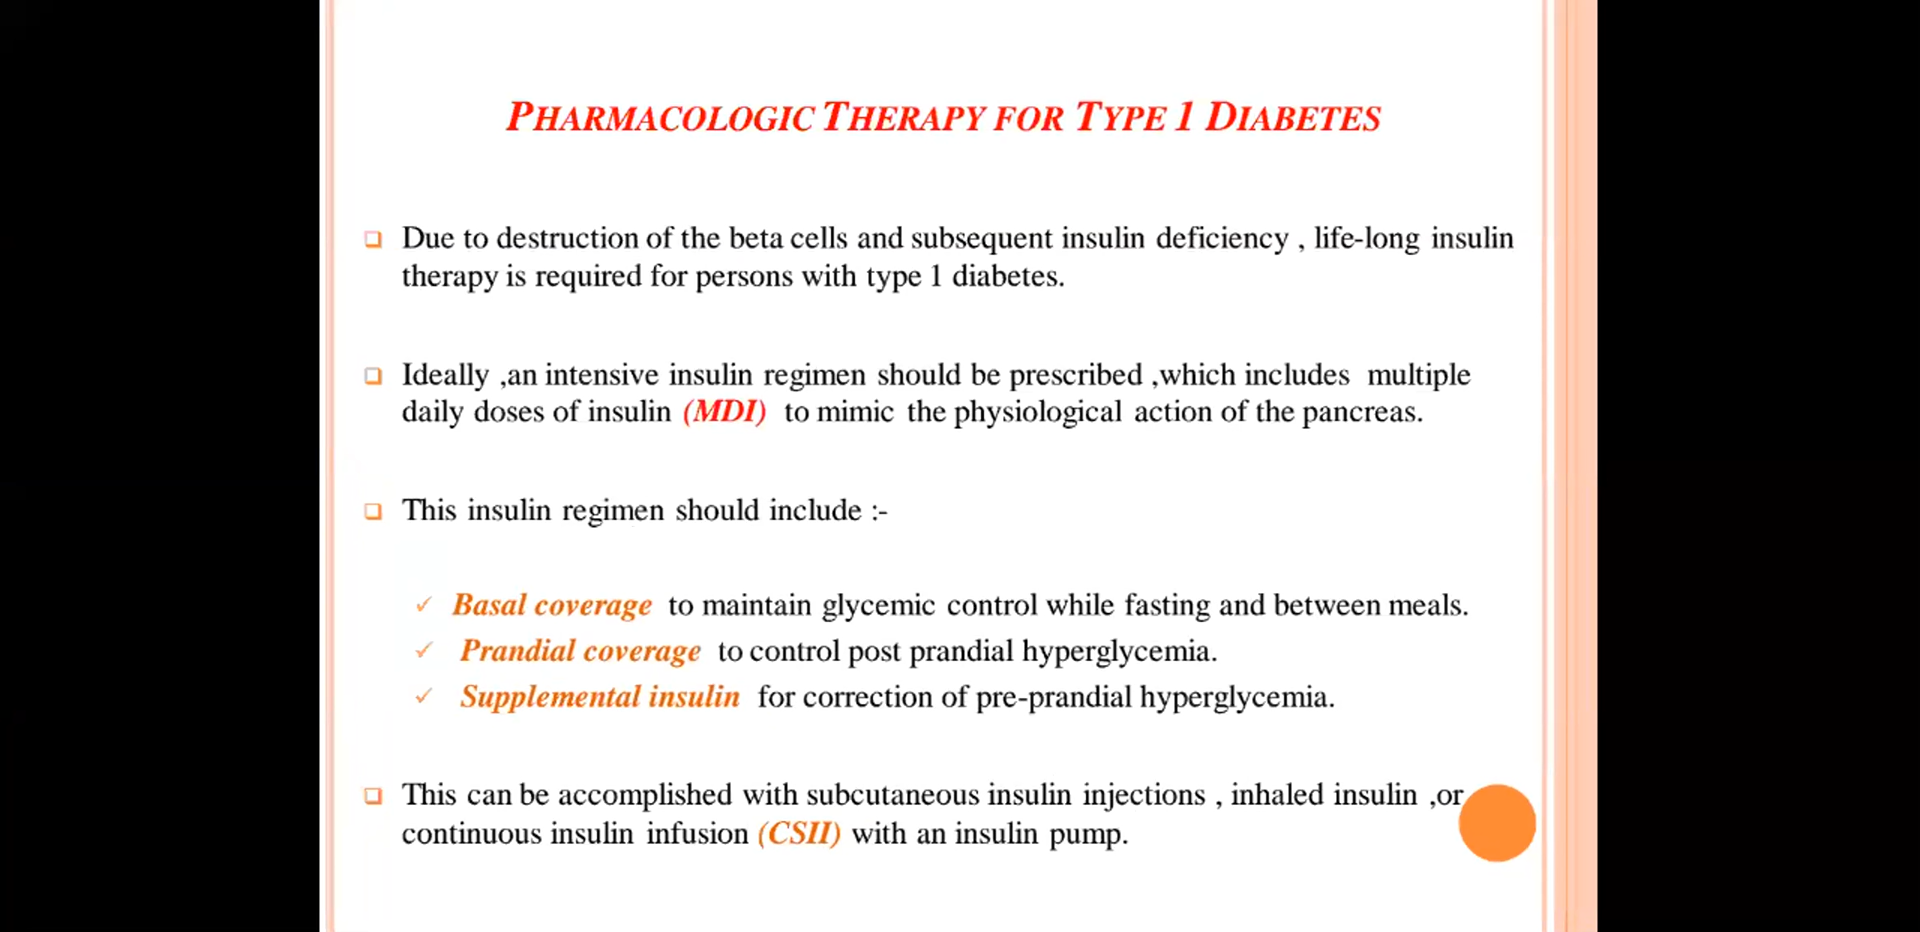 PHARMACOLOGIC THERAPY FOR TYPE 1 DIABETES
Due to destruction of the beta cells and subsequent insulin deficiency , life-long insulin
therapy is required for persons with type 1 diabetes.
Ideally ,an intensive insulin regimen should be prescribed ,which includes multiple
daily doses of insulin (MDI) to mimic the physiological action of the pancreas.
This insulin regimen should include :-
Basal coverage to maintain glycemic control while fasting and between meals.
Prandial coverage to control post prandial hyperglycemia.
Supplemental insulin for correction of pre-prandial hyperglycemia.
This can be accomplished with subcutaneous insulin injections , inhaled insulin ,or
continuous insulin infusion (CSII) with an insulin pump.